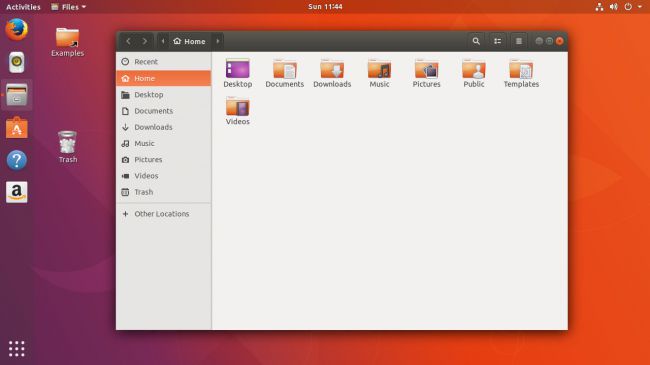 Activities Files Sun 11:44
Examples
Trash
Home
Recent
Home
Desktop
Documents
Downloads
Music
Pictures
Videos
Trash
Other Locations
Desktop Documents Downloads Music Pictures Public Templates
Videos